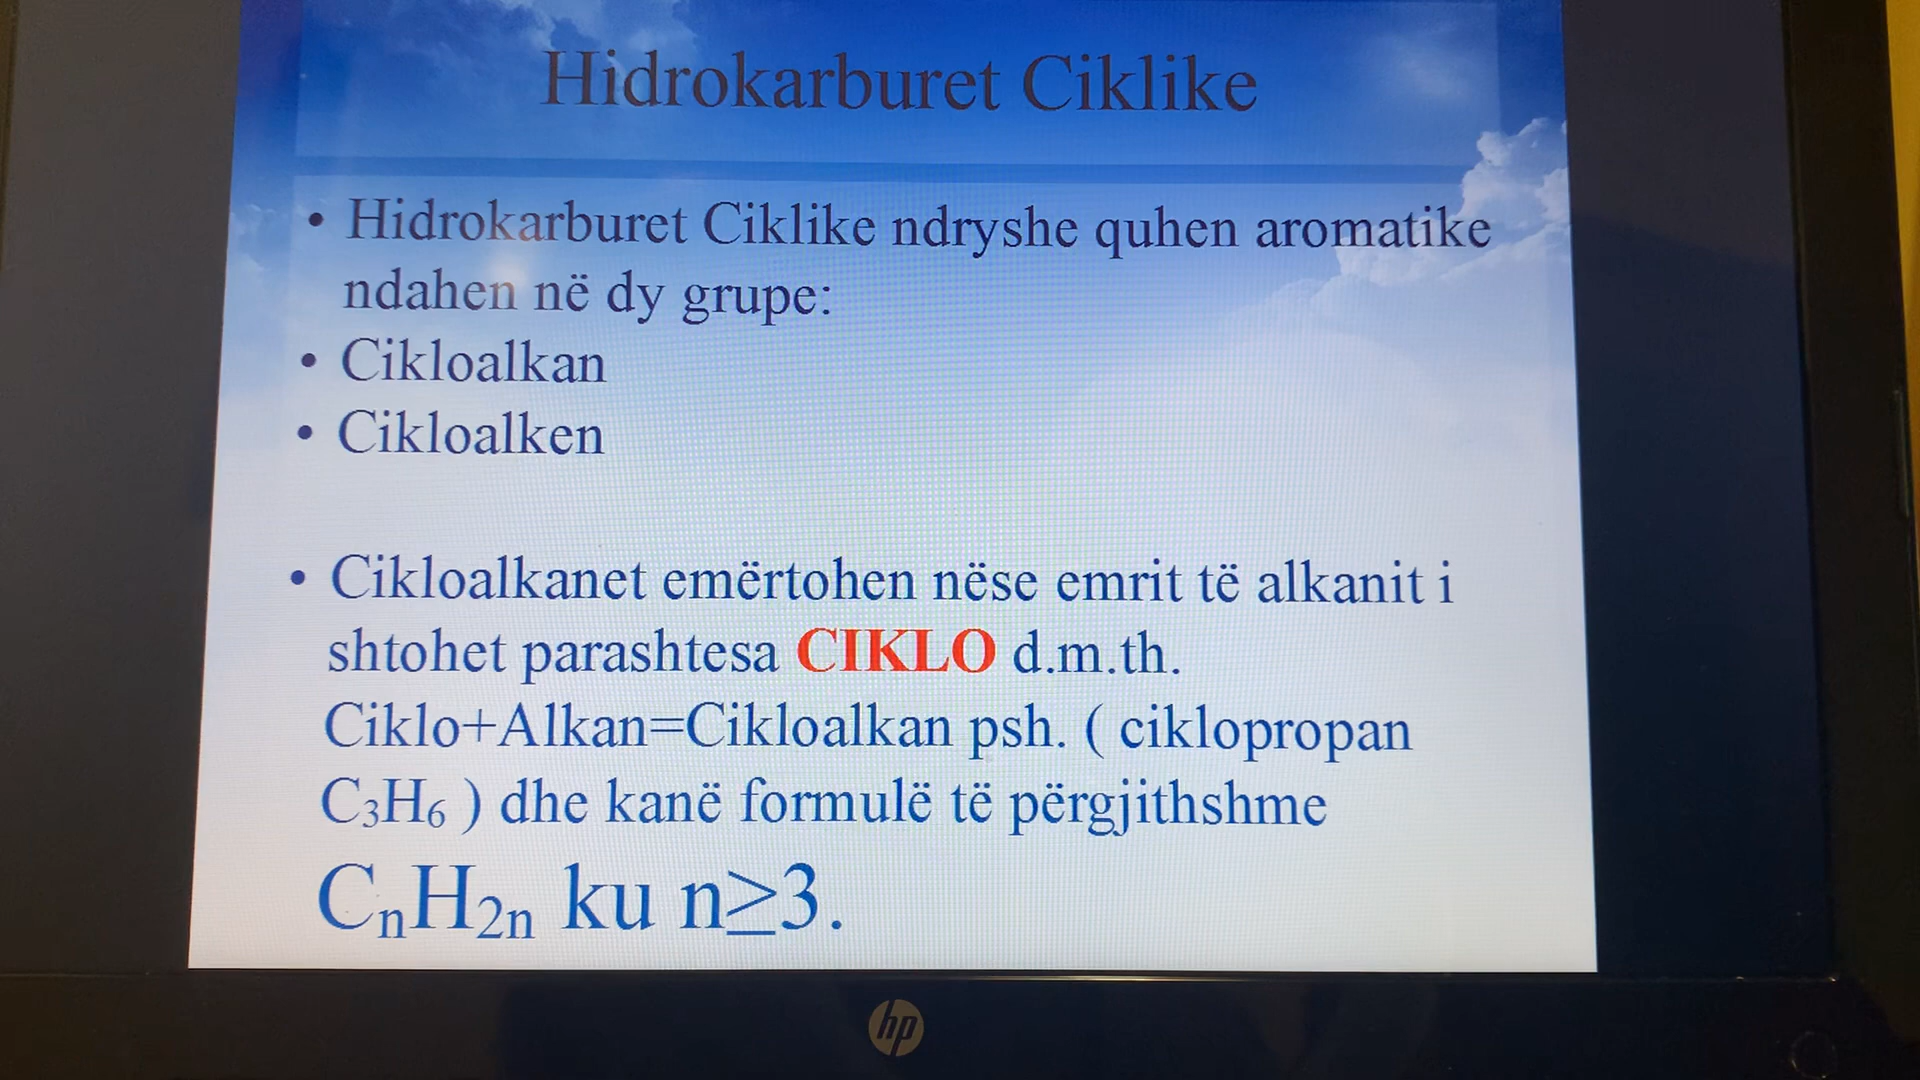 Hidrokarburet Ciklike
• Hidrokarburet Ciklike ndryshe quhen aromatike
ndahen në dy grupe:
• Cikloalkan
• Cikloalken
• Cikloalkanet emërtohen nëse emrit të alkanit i
shtohet parashtesa CIKLO d.m.th.
Ciklo+Alkan=Cikloalkan psh. ( ciklopropan
C₃H₆ ) dhe kanë formulë të përgjithshme
CₙH₂ₙ ku n≥3.
hp